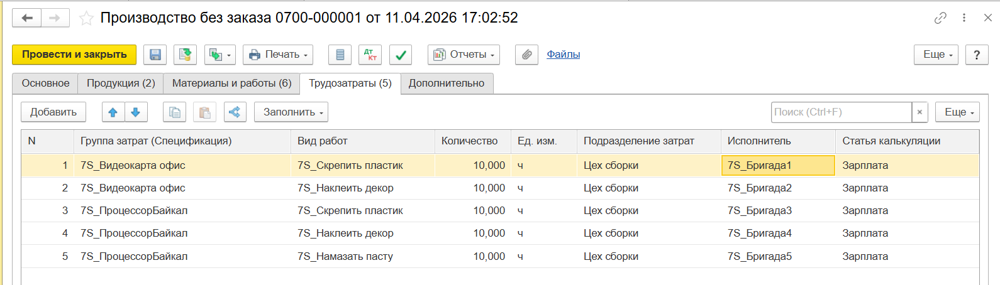 Производство без заказа 0700-000001 от 11.04.2026 17:02:52
Провести и закрыть Печать Дт Кт Отчеты Файлы Еще ?
Основное Продукция (2) Материалы и работы (6) Трудозатраты (5) Дополнительно
Добавить Заполнить Поиск (Ctrl+F) × Еще
N Группа затрат (Спецификация) Вид работ Количество Ед. изм. Подразделение затрат Исполнитель Статья калькуляции
1 7S_Видеокарта офис 7S_Скрепить пластик 10,000 ч Цех сборки 7S_Бригада1 Зарплата
2 7S_Видеокарта офис 7S_Наклеить декор 10,000 ч Цех сборки 7S_Бригада2 Зарплата
3 7S_ПроцессорБайкал 7S_Скрепить пластик 10,000 ч Цех сборки 7S_Бригада3 Зарплата
4 7S_ПроцессорБайкал 7S_Наклеить декор 10,000 ч Цех сборки 7S_Бригада4 Зарплата
5 7S_ПроцессорБайкал 7S_Намазать пасту 10,000 ч Цех сборки 7S_Бригада5 Зарплата